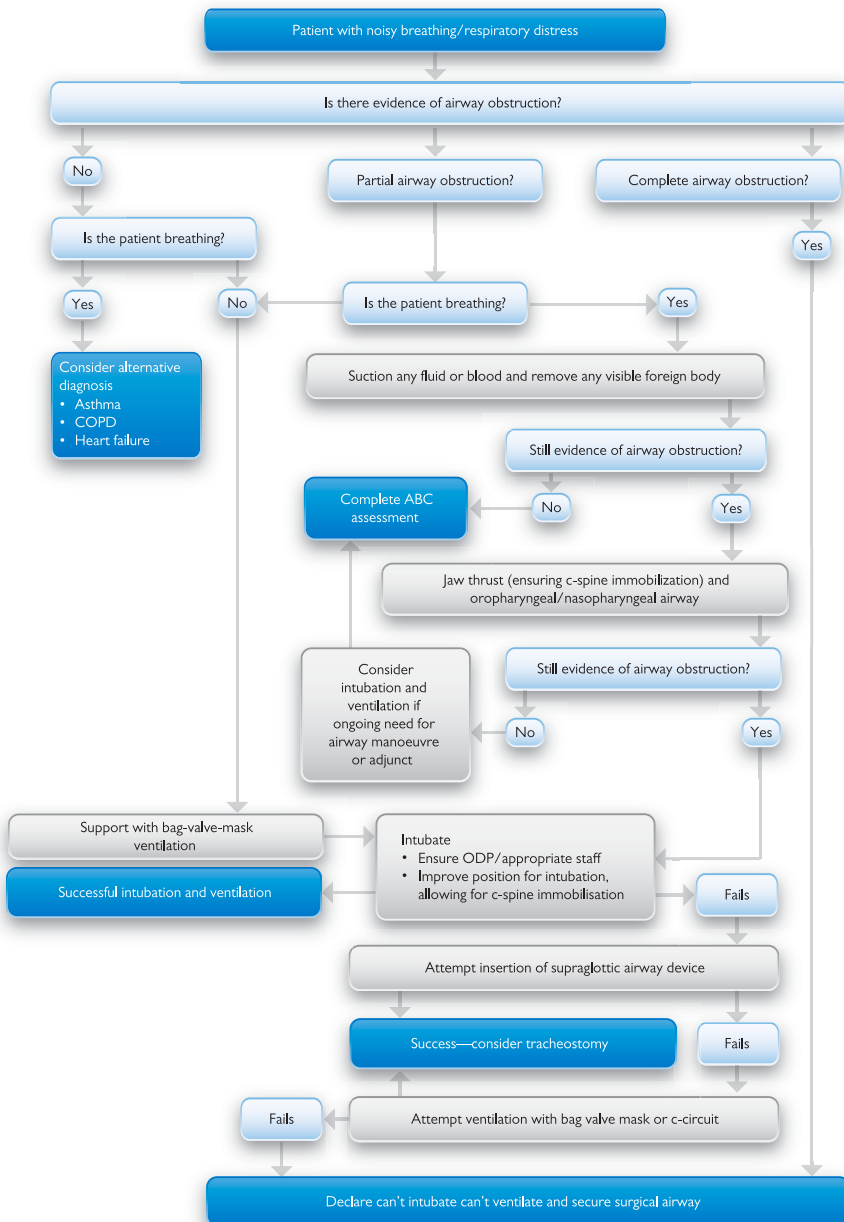 Patient with noisy breathing/respiratory distress
Is there evidence of airway obstruction?
No
Partial airway obstruction?
Complete airway obstruction?
Is the patient breathing?
Yes
Yes
No
Is the patient breathing?
Yes
Consider alternative
diagnosis
• Asthma
• COPD
• Heart failure
Suction any fluid or blood and remove any visible foreign body
Still evidence of airway obstruction?
Complete ABC
assessment
No
Yes
Jaw thrust (ensuring c-spine immobilization) and
oropharyngeal/nasopharyngeal airway
Consider
intubation and
ventilation if
ongoing need for
airway manoeuvre
or adjunct
Still evidence of airway obstruction?
No
Yes
Support with bag-valve-mask
ventilation
Intubate
• Ensure ODP/appropriate staff
• Improve position for intubation,
allowing for c-spine immobilisation
Successful intubation and ventilation
Fails
Attempt insertion of supraglottic airway device
Success—consider tracheostomy
Fails
Fails
Attempt ventilation with bag valve mask or c-circuit
Declare can't intubate can't ventilate and secure surgical airway